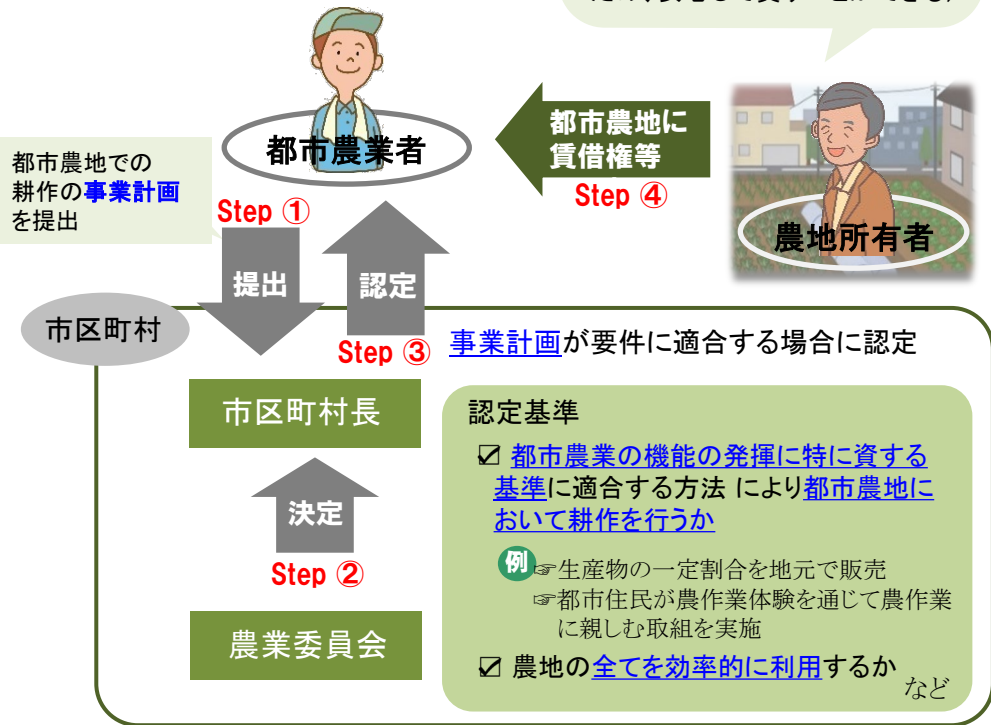 都市農業者
都市農地に
賃借権等
Step ④
農地所有者
都市農地での
耕作の事業計画
を提出
Step ①
提出
認定
Step ③
市区町村
事業計画が要件に適合する場合に認定
市区町村長
決定
Step ②
農業委員会
認定基準
☑ 都市農業の機能の発揮に特に資する
基準に適合する方法 により都市農地に
おいて耕作を行うか
例 ☞生産物の一定割合を地元で販売
☞都市住民が農作業体験を通じて農作業
に親しむ取組を実施
☑ 農地の全てを効率的に利用するか
など